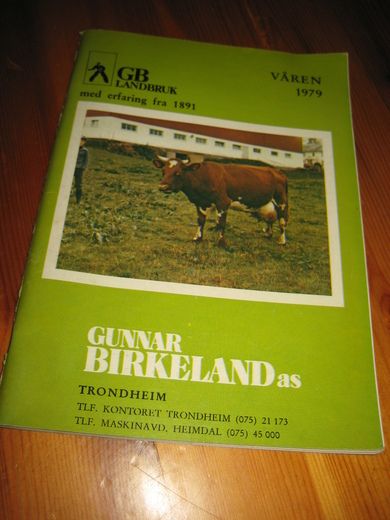 GB
LANDBRUK
med erfaring fra 1891
VÅREN
1979
GUNNAR
BIRKELAND as
TRONDHEIM
TLF. KONTORET TRONDHEIM (075) 21 173
TLF. MASKINAVD. HEIMDAL (075) 45 000